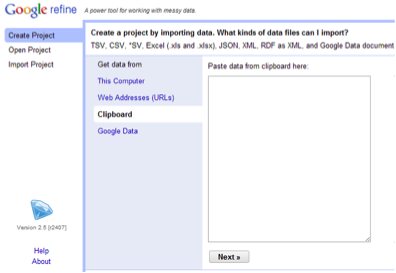 Google refine A power tool for working with messy data.
Create Project
Open Project
Import Project
Create a project by importing data. What kinds of data files can I import?
TSV, CSV, *SV, Excel (.xls and .xlsx), JSON, XML, RDF as XML, and Google Data document
Get data from
This Computer
Web Addresses (URLs)
Clipboard
Google Data
Paste data from clipboard here:
Next »
Version 2.5 [r2407]
Help
About